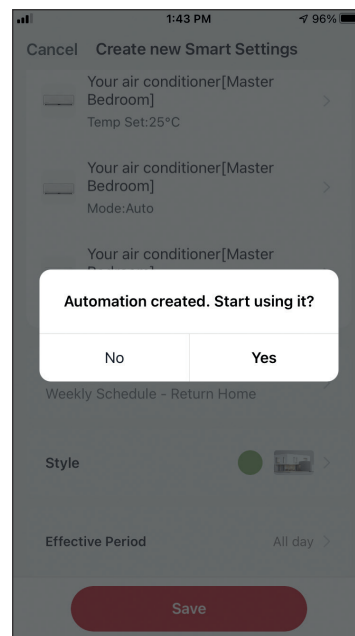 1:43 PM
96%
Cancel
Create new Smart Settings
Your air conditioner[Master
Bedroom]
Temp Set:25°C
Your air conditioner[Master
Bedroom]
Mode:Auto
Your air conditioner[Master
Automation created. Start using it?
No
Yes
Weekly Schedule - Return Home
Style
Effective Period
All day
Save